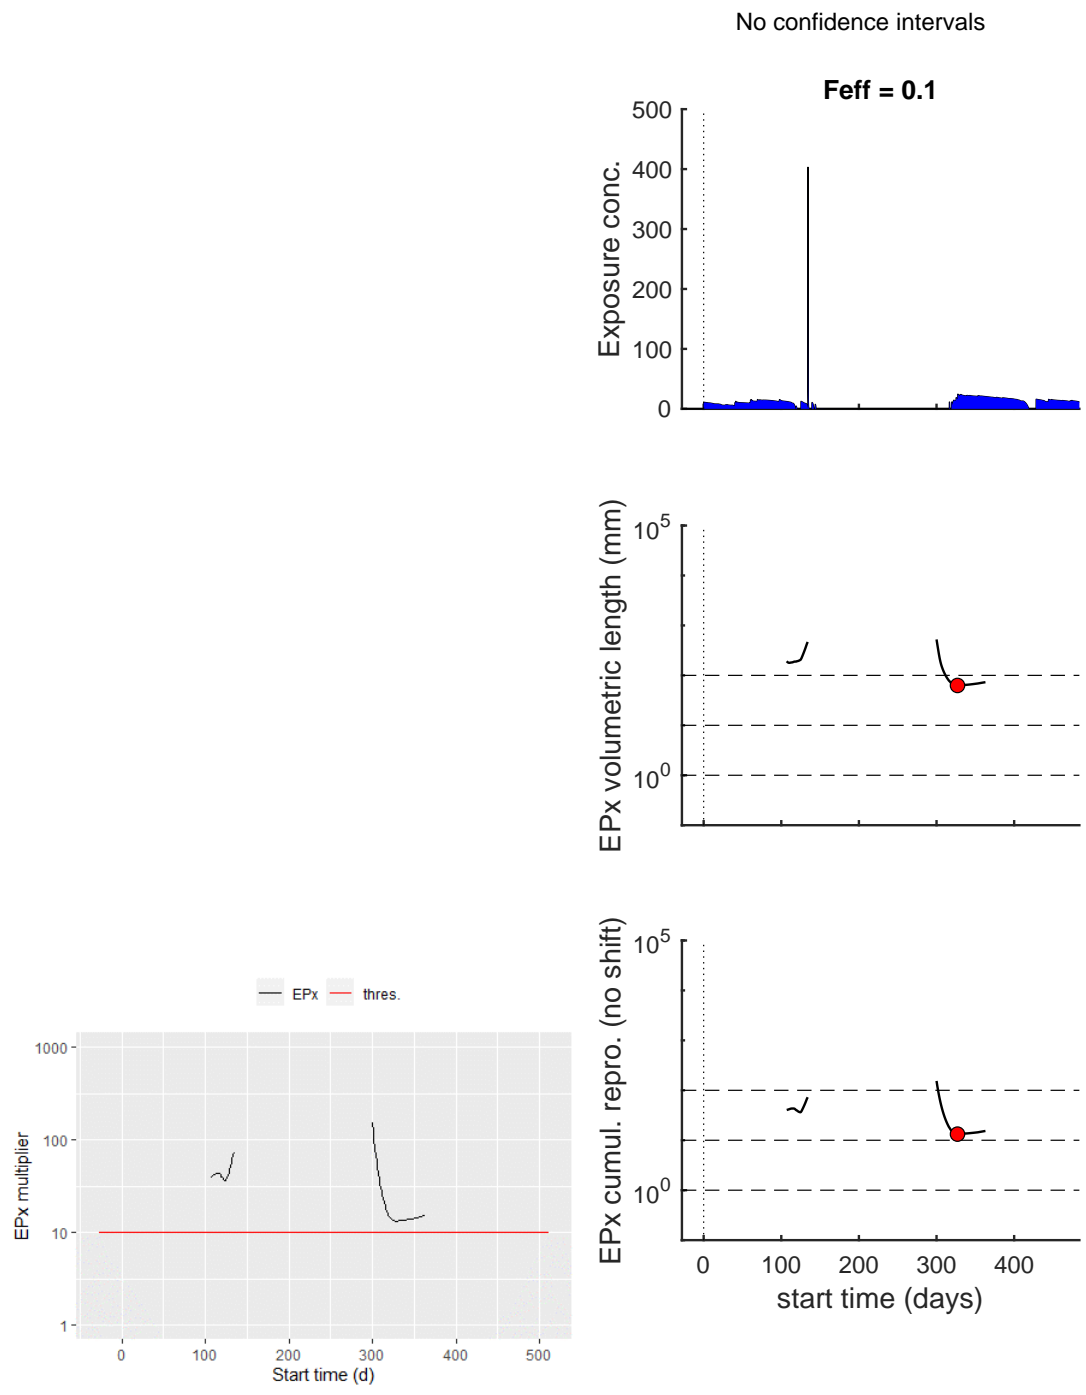 No confidence intervals
Feff = 0.1
500
400
300
200
100
0
Exposure conc.
10^5
10^0
EPx volumetric length (mm)
10^5
10^0
EPx cumul. repro. (no shift)
0 100 200 300 400
start time (days)
EPx thres.
1000
100
10
1
EPx multiplier
0 100 200 300 400 500
Start time (d)